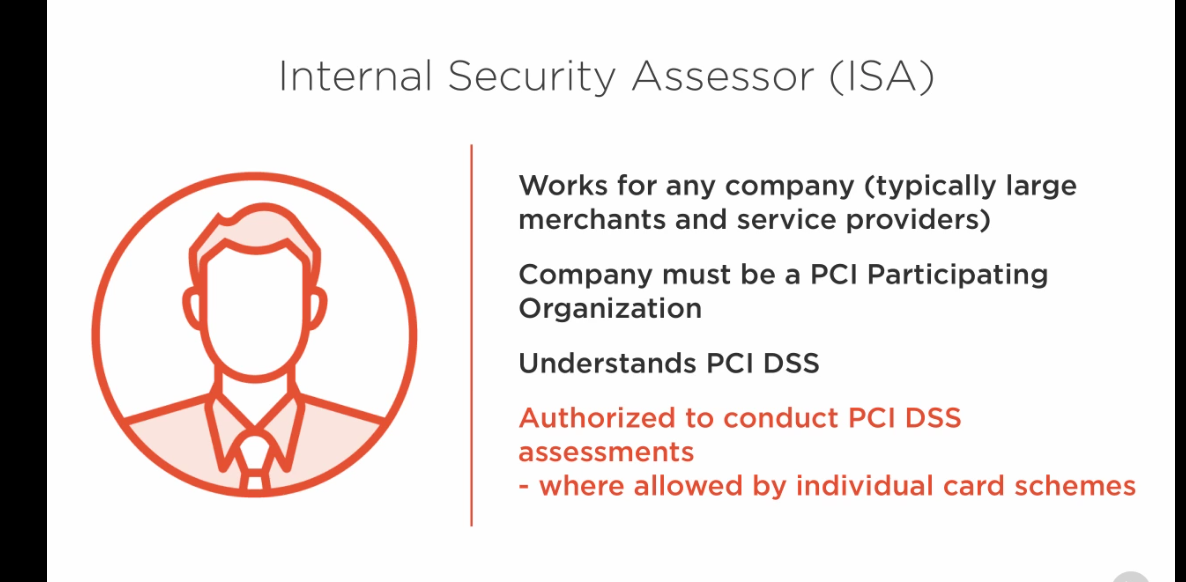 Internal Security Assessor (ISA)
Works for any company (typically large
merchants and service providers)
Company must be a PCI Participating
Organization
Understands PCI DSS
Authorized to conduct PCI DSS
assessments
- where allowed by individual card schemes